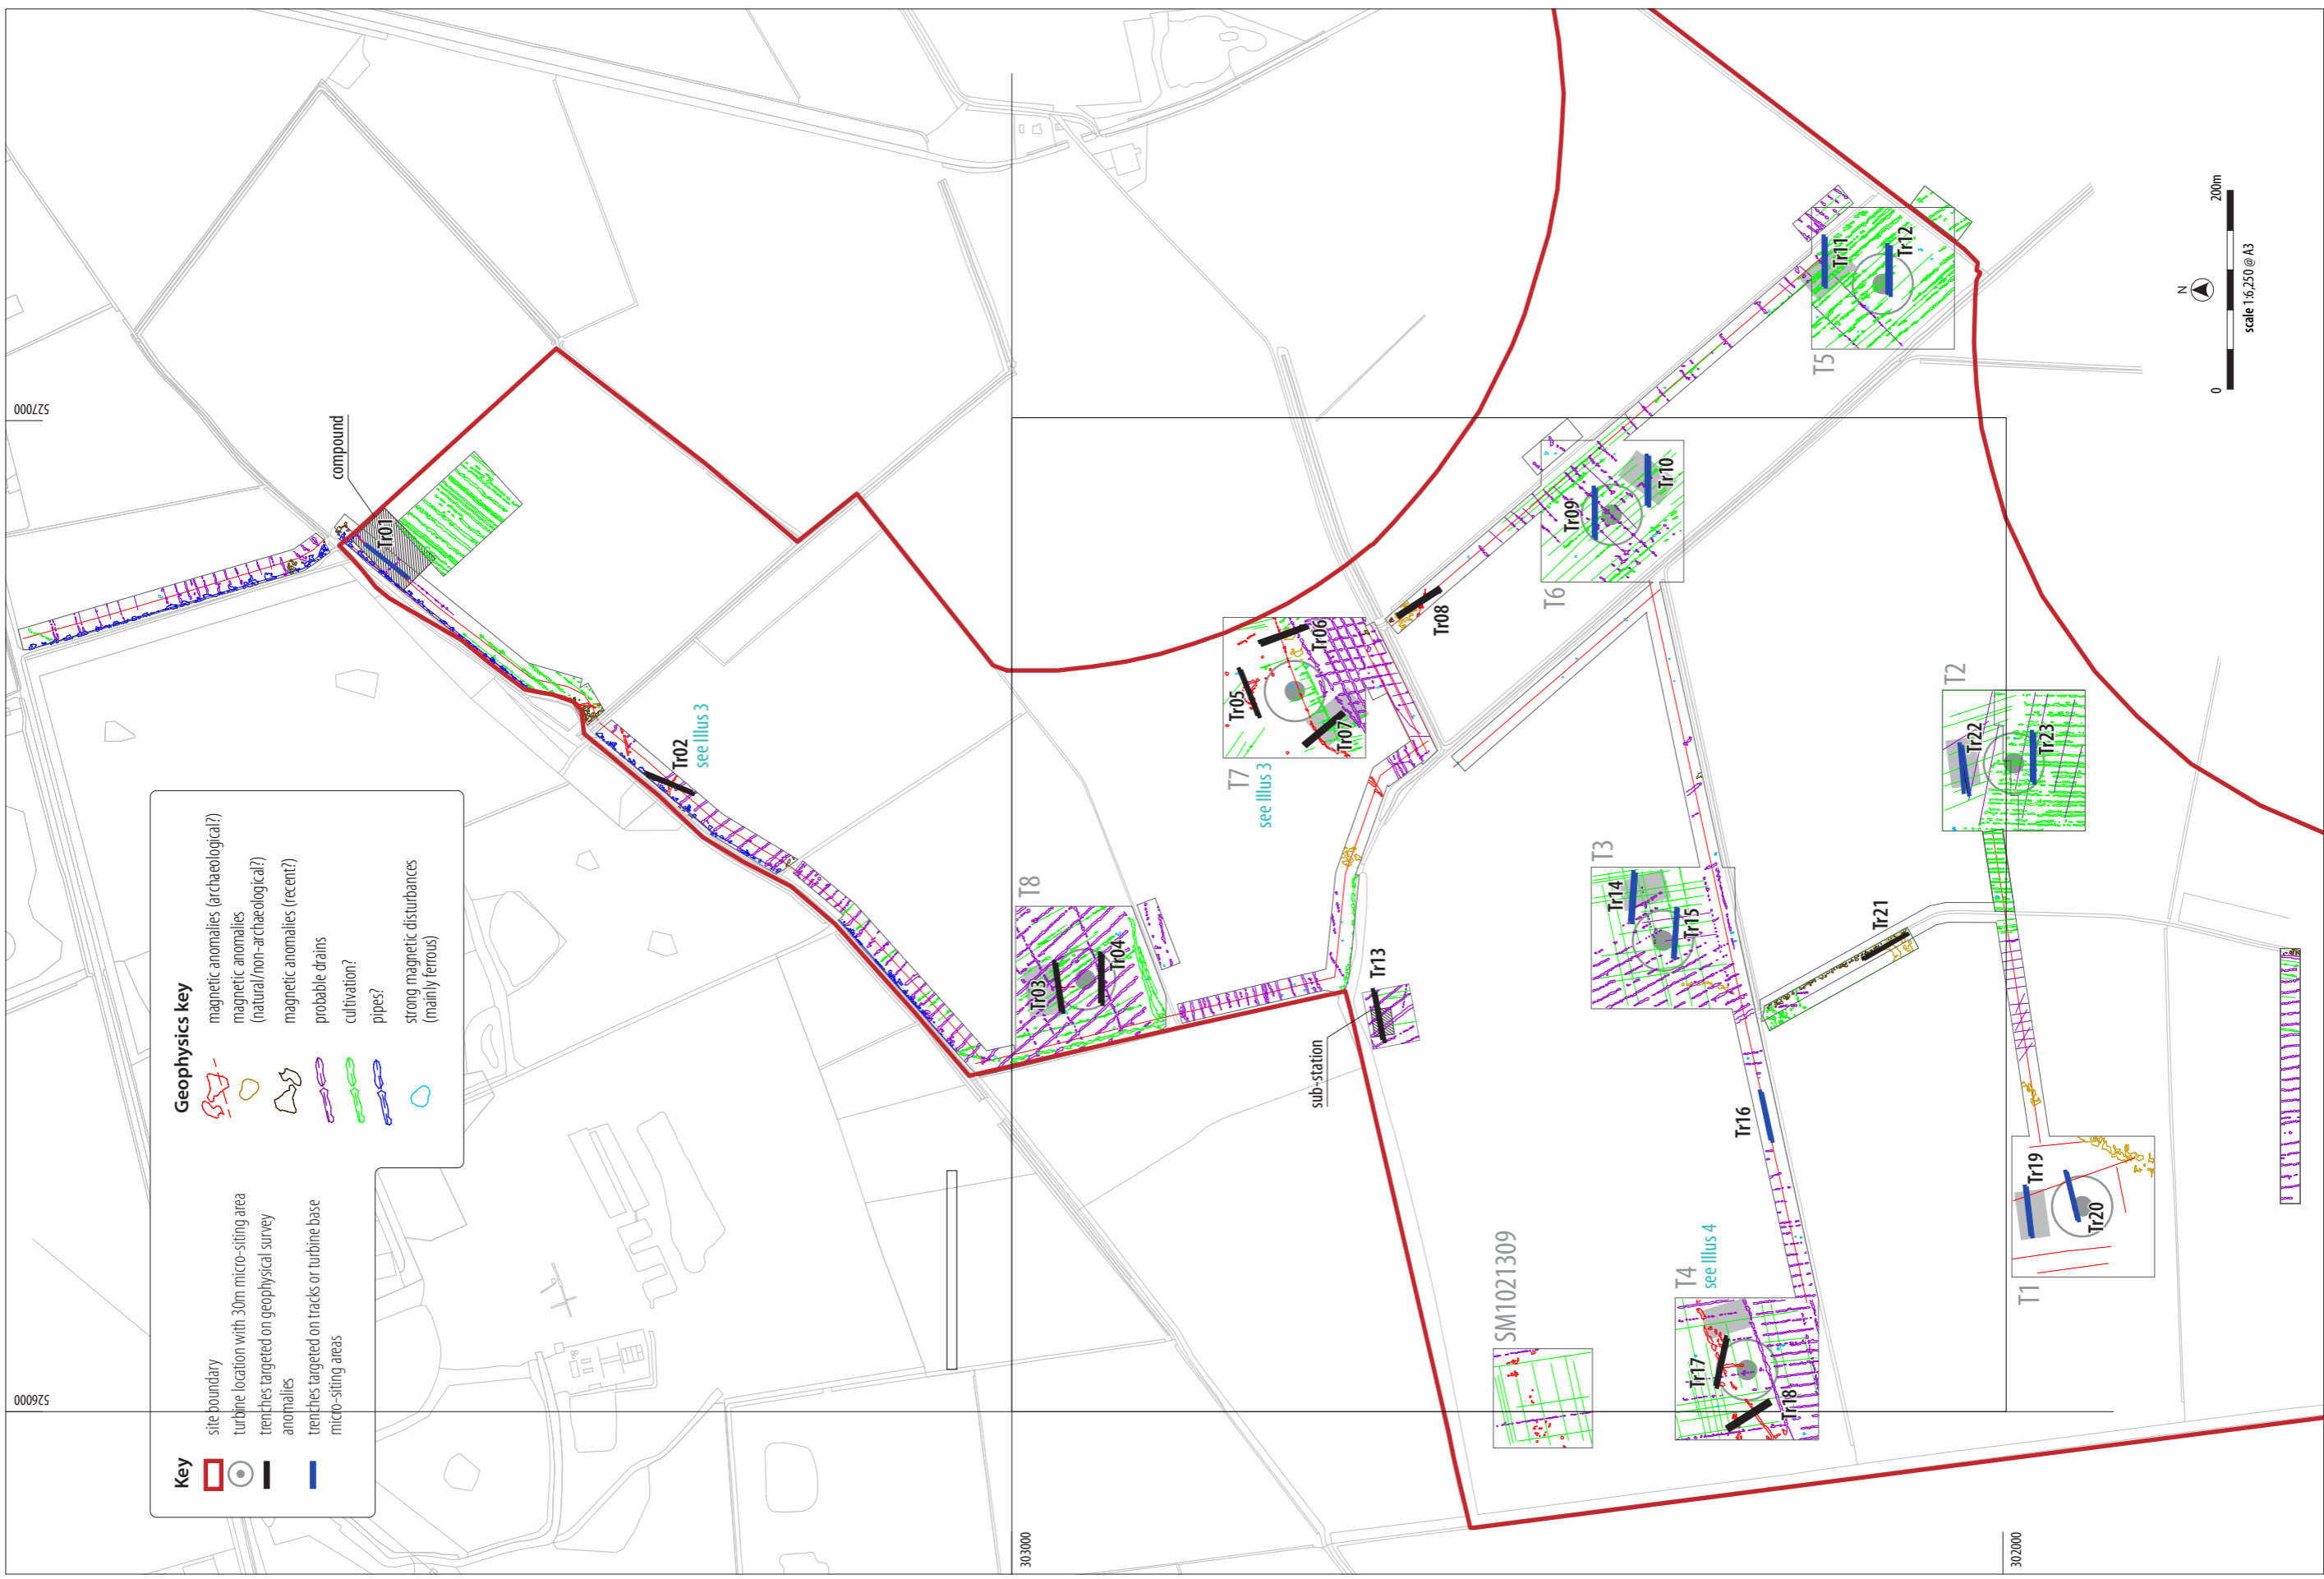 Key
site boundary
turbine location with 30m micro-siting area
trenches targeted on geophysical survey
anomalies
trenches targeted on tracks or turbine base
micro-siting areas
Geophysics key
magnetic anomalies (archaeological?)
magnetic anomalies
(natural/non-archaeological?)
magnetic anomalies (recent?)
probable drains
cultivation?
pipes?
strong magnetic disturbances
(mainly ferrous)
526000
527000
303000
302000
compound
Tr01
Tr02
see Illus 3
T8
Tr03
Tr04
T7
see Illus 3
Tr05
Tr06
Tr07
Tr08
sub-station
Tr13
T6
Tr09
Tr10
T5
Tr11
Tr12
SM1021309
T4
see Illus 4
Tr17
Tr18
Tr16
T3
Tr14
Tr15
Tr21
T2
Tr22
Tr23
T1
Tr19
Tr20
N
0
200m
scale 1:6,250 @ A3